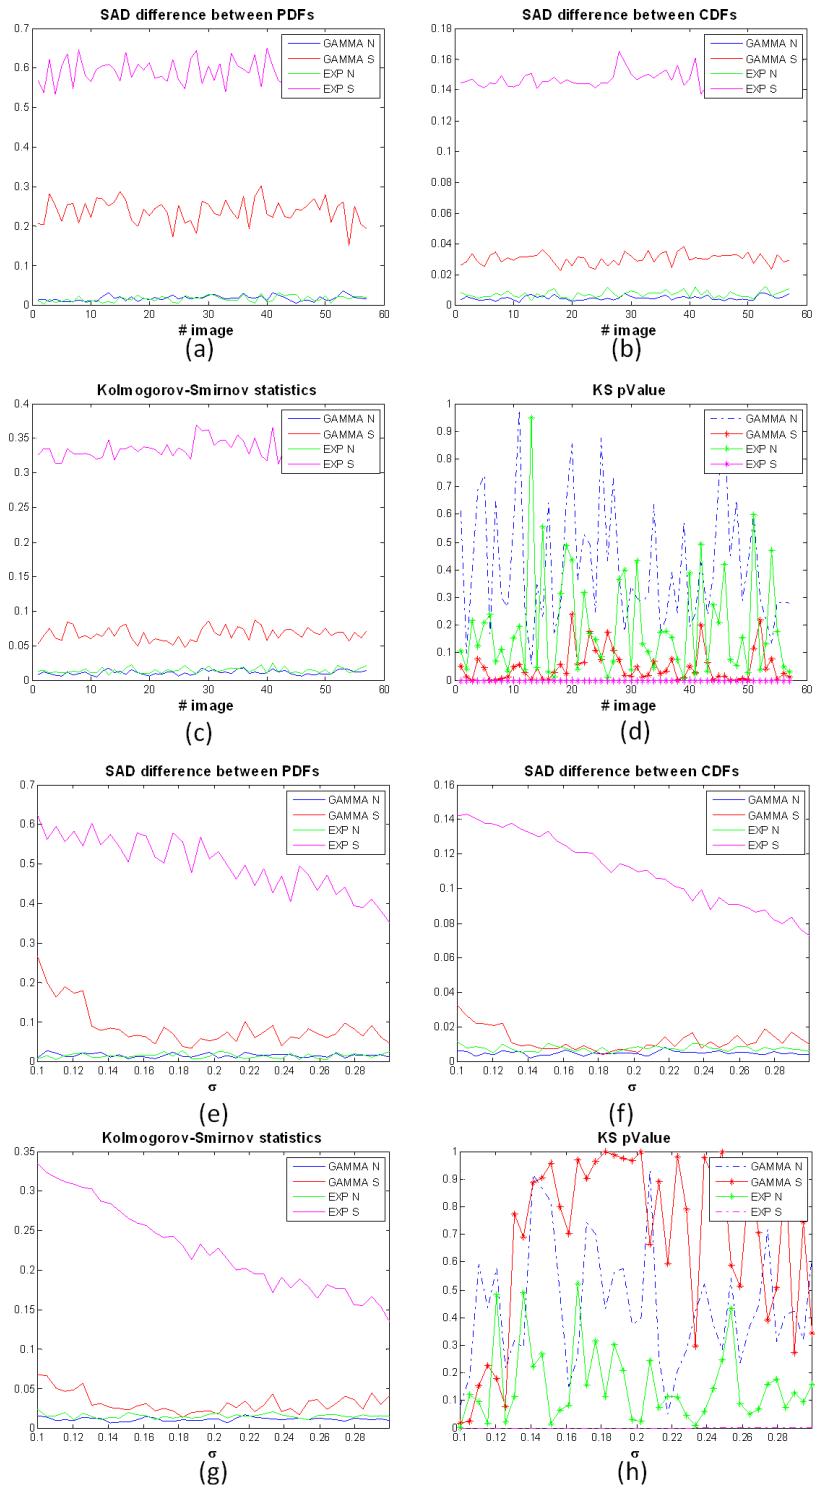 SAD difference between PDFs
0.7
0.6
0.5
0.4
0.3
0.2
0.1
0
0 10 20 30 40 50 60
GAMMA N
GAMMA S
EXP N
EXP S
# image
(a)
SAD difference between CDFs
0.18
0.16
0.14
0.12
0.1
0.08
0.06
0.04
0.02
0
0 10 20 30 40 50 60
GAMMA N
GAMMA S
EXP N
EXP S
# image
(b)
Kolmogorov-Smirnov statistics
0.4
0.35
0.3
0.25
0.2
0.15
0.1
0.05
0
0 10 20 30 40 50 60
GAMMA N
GAMMA S
EXP N
EXP S
# image
(c)
KS pValue
1
0.9
0.8
0.7
0.6
0.5
0.4
0.3
0.2
0.1
0
0 10 20 30 40 50 60
GAMMA N
GAMMA S
EXP N
EXP S
# image
(d)
SAD difference between PDFs
0.7
0.6
0.5
0.4
0.3
0.2
0.1
0
0.1 0.12 0.14 0.16 0.18 0.2 0.22 0.24 0.26 0.28
GAMMA N
GAMMA S
EXP N
EXP S
σ
(e)
SAD difference between CDFs
0.16
0.14
0.12
0.1
0.08
0.06
0.04
0.02
0
0.1 0.12 0.14 0.16 0.18 0.2 0.22 0.24 0.26 0.28
GAMMA N
GAMMA S
EXP N
EXP S
σ
(f)
Kolmogorov-Smirnov statistics
0.35
0.3
0.25
0.2
0.15
0.1
0.05
0
0.1 0.12 0.14 0.16 0.18 0.2 0.22 0.24 0.26 0.28
GAMMA N
GAMMA S
EXP N
EXP S
σ
(g)
KS pValue
1
0.9
0.8
0.7
0.6
0.5
0.4
0.3
0.2
0.1
0
0.1 0.12 0.14 0.16 0.18 0.2 0.22 0.24 0.26 0.28
GAMMA N
GAMMA S
EXP N
EXP S
σ
(h)